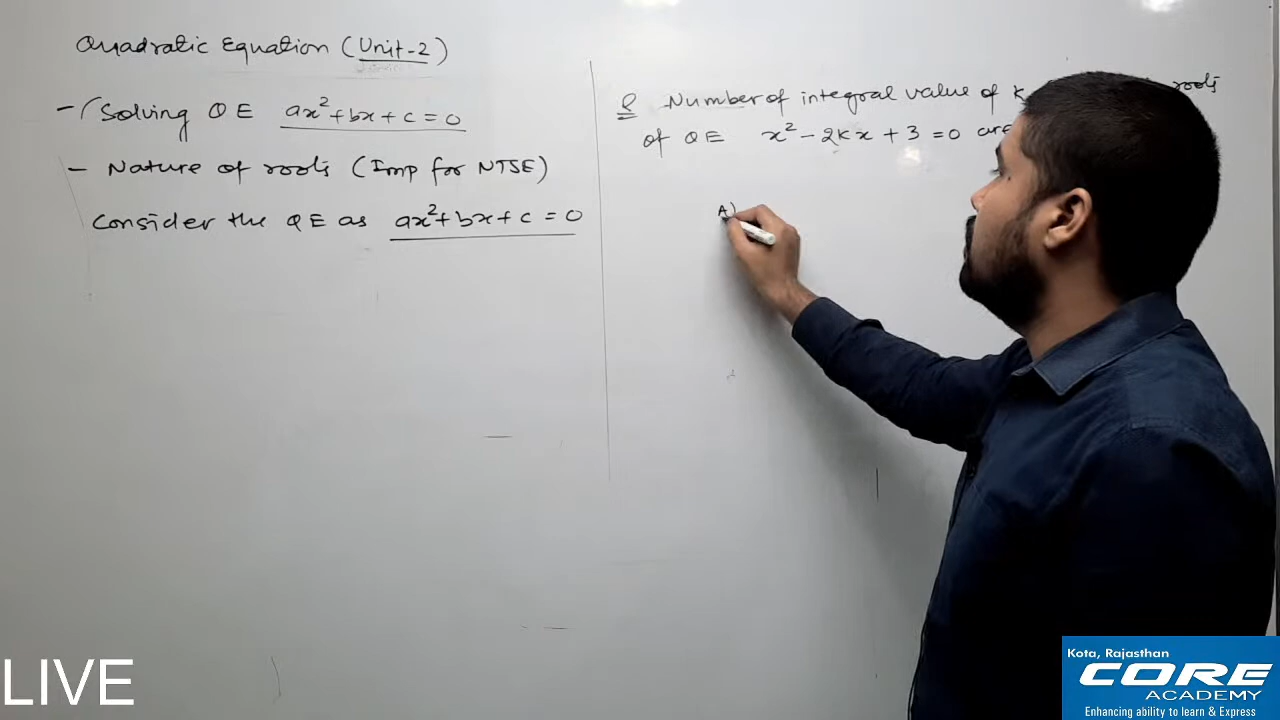 Quadratic Equation (Unit-2)
- (Solving QE ax²+bx+c=0
- Nature of roots (Imp for NTSE)
Consider the QE as ax²+bx+c=0
Q Number of integral value of K roots
of QE x²-2Kx+3=0 are
A)
LIVE
Kota, Rajasthan
CORE
ACADEMY
Enhancing ability to learn & Express